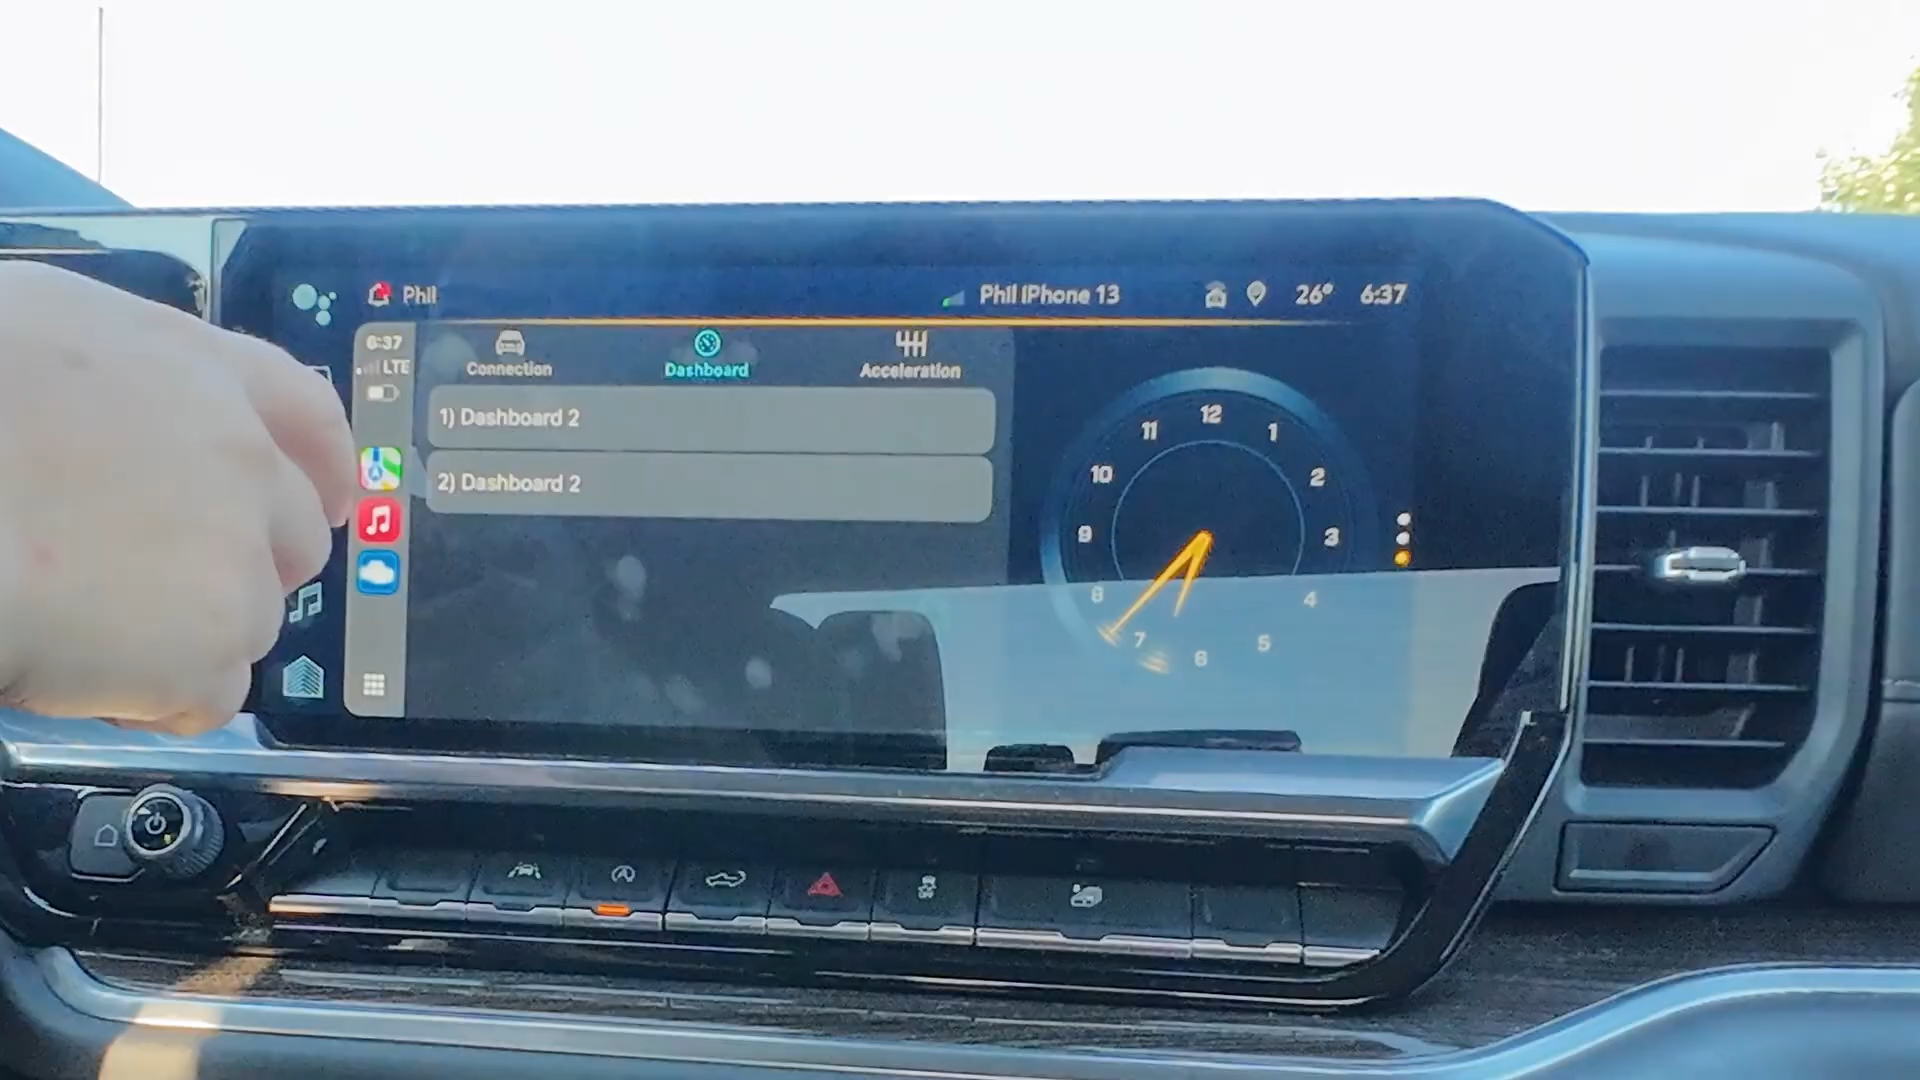 Phil
Phil iPhone 13
26°
6:37
6:37
LTE
Connection
Dashboard
Acceleration
1) Dashboard 2
2) Dashboard 2
12
1
2
3
4
5
6
7
8
9
10
11